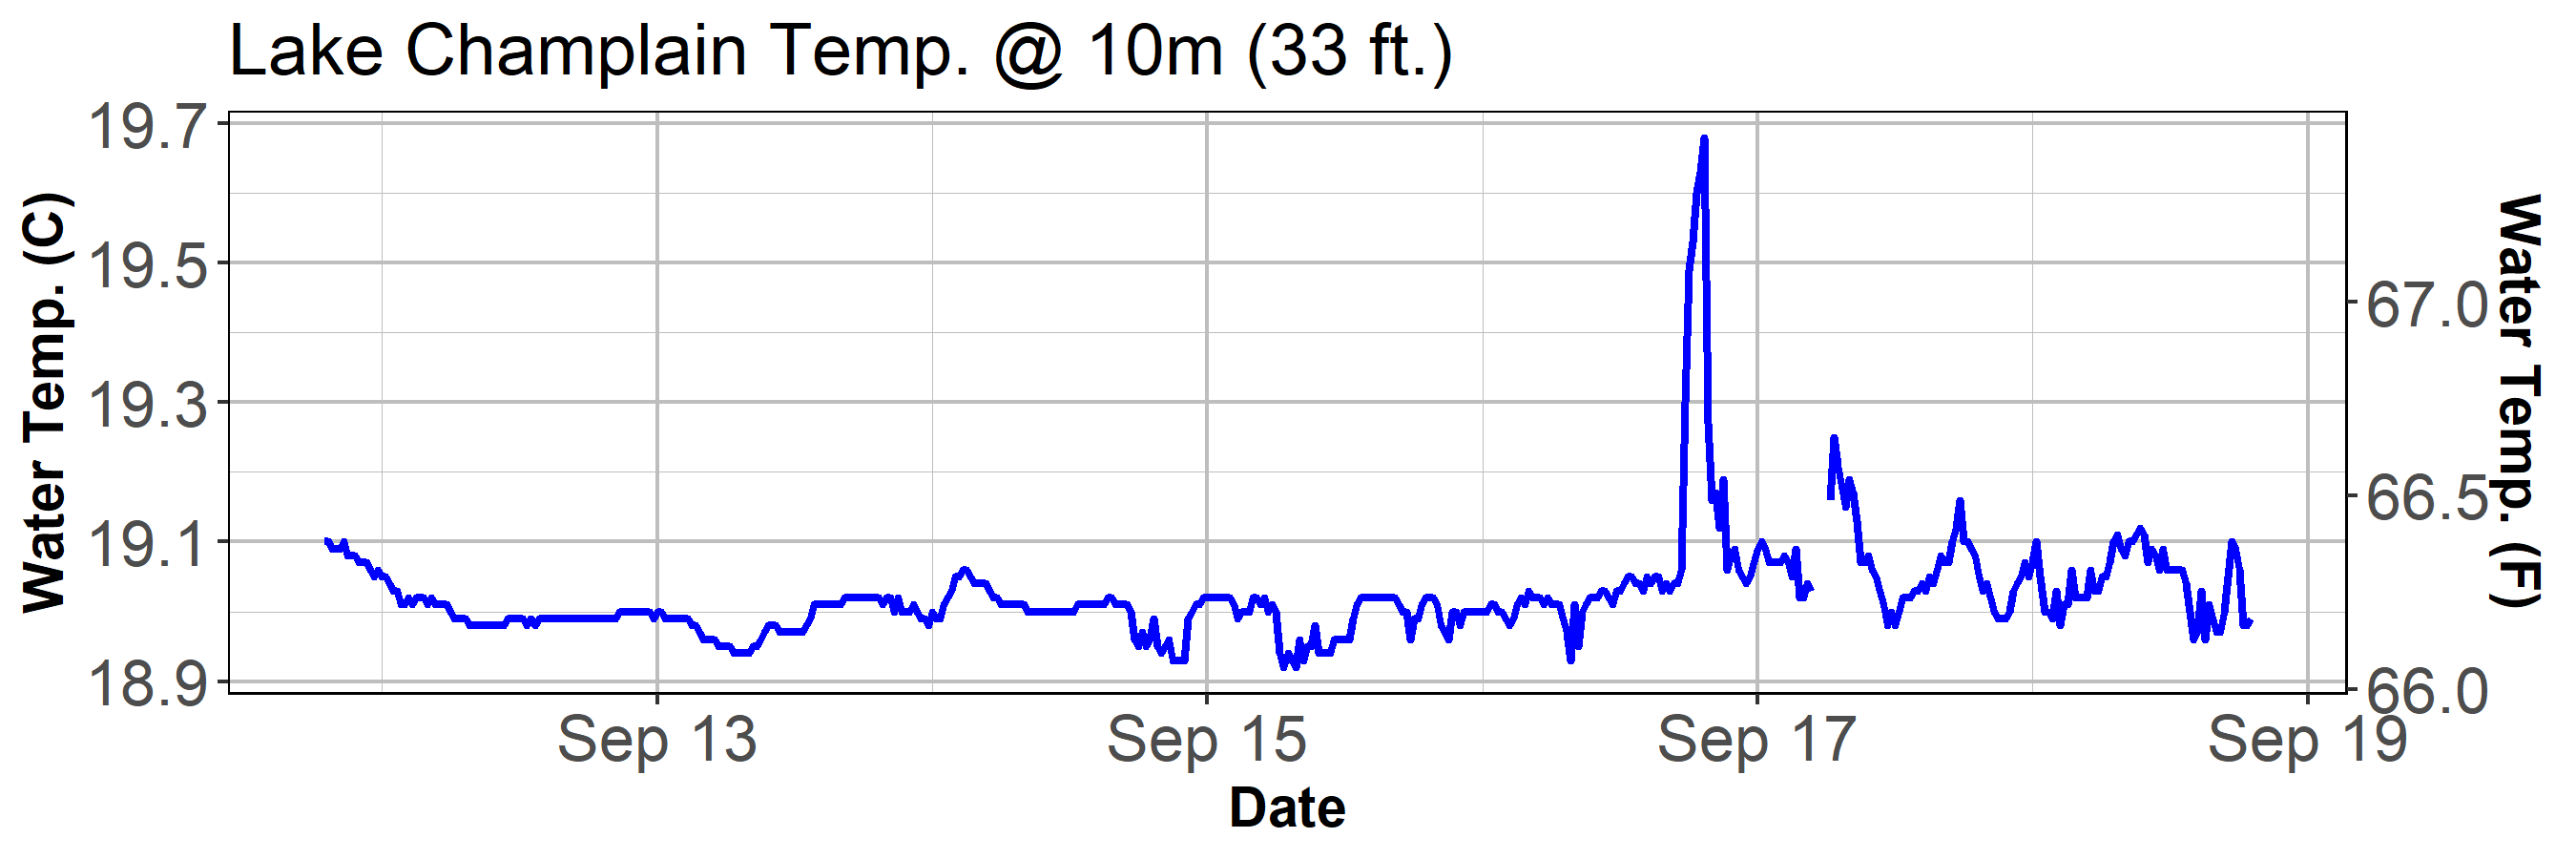 Lake Champlain Temp. @ 10m (33 ft.)
Water Temp. (C)
19.7
19.5
19.3
19.1
18.9
67.0
66.5
66.0
Water Temp. (F)
Sep 13
Sep 15
Sep 17
Sep 19
Date